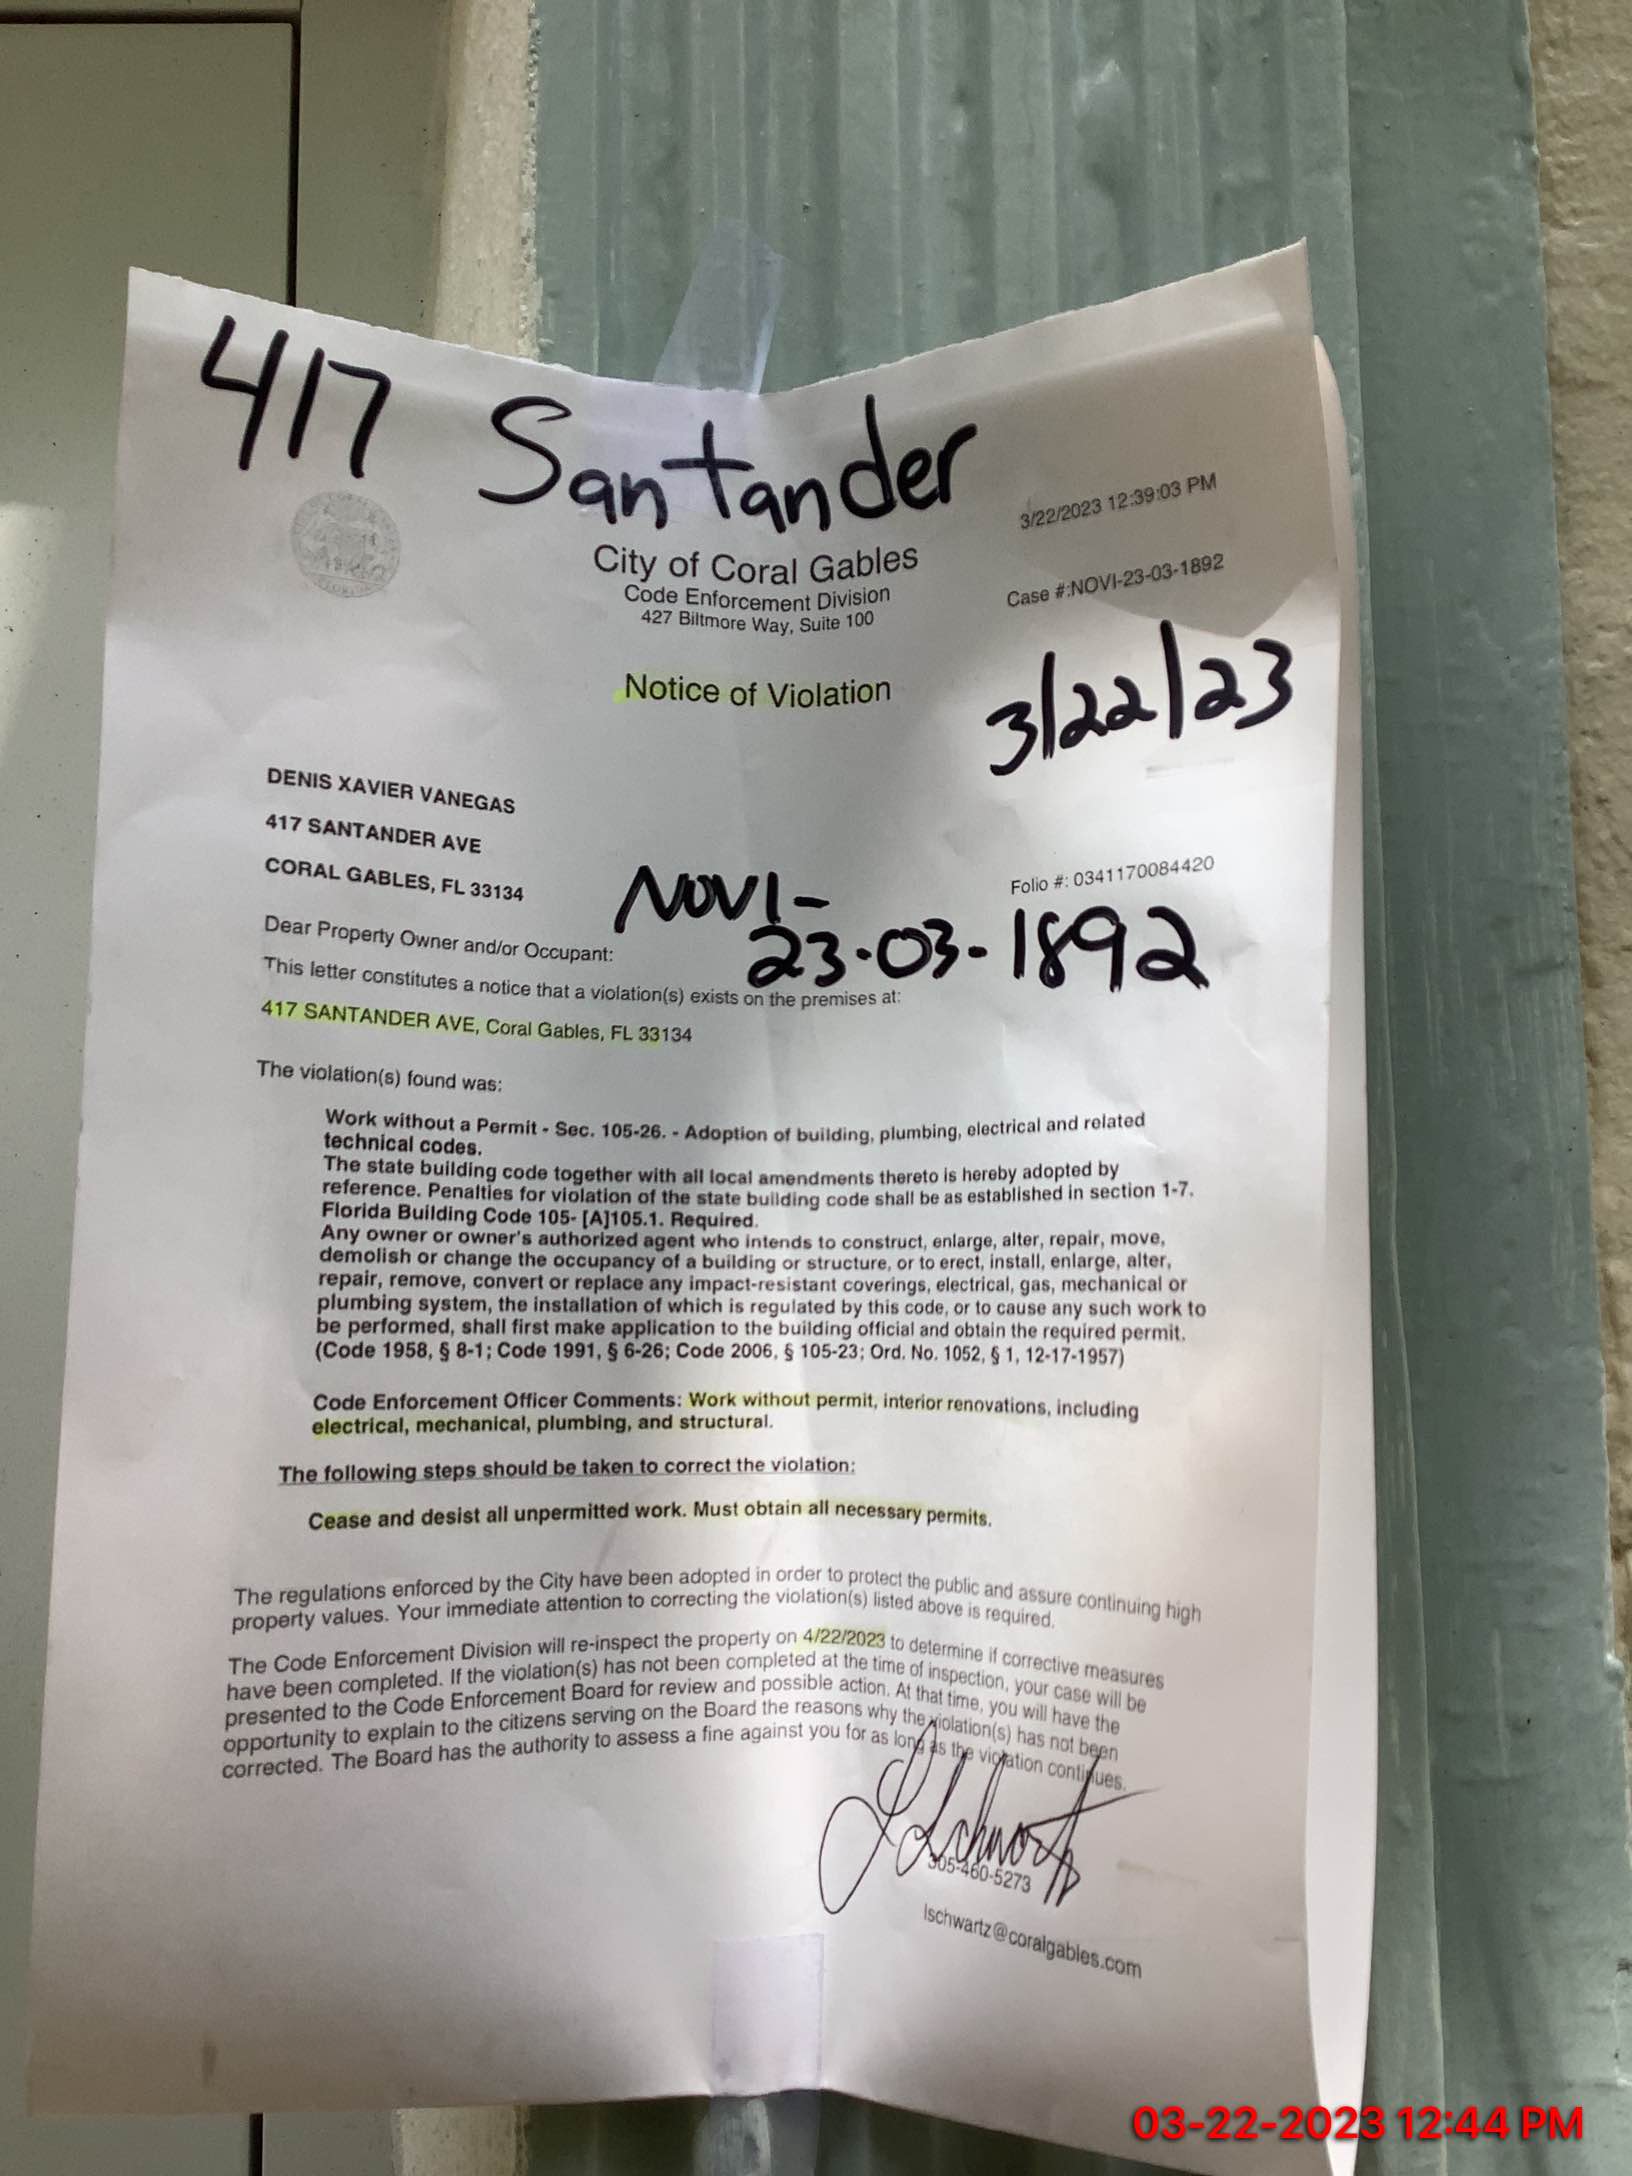 417 Santander
3/22/2023 12:39:03 PM
City of Coral Gables
Code Enforcement Division
427 Biltmore Way, Suite 100
Case #:NOVI-23-03-1892
Notice of Violation
3/22/23
DENIS XAVIER VANEGAS
417 SANTANDER AVE
CORAL GABLES, FL 33134
Folio #: 0341170084420
NOVI-
23-03-1892
Dear Property Owner and/or Occupant:
This letter constitutes a notice that a violation(s) exists on the premises at:
417 SANTANDER AVE, Coral Gables, FL 33134
The violation(s) found was:
Work without a Permit - Sec. 105-26. - Adoption of building, plumbing, electrical and related
technical codes.
The state building code together with all local amendments thereto is hereby adopted by
reference. Penalties for violation of the state building code shall be as established in section 1-7.
Florida Building Code 105- [A]105.1. Required.
Any owner or owner's authorized agent who intends to construct, enlarge, alter, repair, move,
demolish or change the occupancy of a building or structure, or to erect, install, enlarge, alter,
repair, remove, convert or replace any impact-resistant coverings, electrical, gas, mechanical or
plumbing system, the installation of which is regulated by this code, or to cause any such work to
be performed, shall first make application to the building official and obtain the required permit.
(Code 1958, § 8-1; Code 1991, § 6-26; Code 2006, § 105-23; Ord. No. 1052, § 1, 12-17-1957)
Code Enforcement Officer Comments: Work without permit, interior renovations, including
electrical, mechanical, plumbing, and structural.
The following steps should be taken to correct the violation:
Cease and desist all unpermitted work. Must obtain all necessary permits.
The regulations enforced by the City have been adopted in order to protect the public and assure continuing high
property values. Your immediate attention to correcting the violation(s) listed above is required.
The Code Enforcement Division will re-inspect the property on 4/22/2023 to determine if corrective measures
have been completed. If the violation(s) has not been completed at the time of inspection, your case will be
presented to the Code Enforcement Board for review and possible action. At that time, you will have the
opportunity to explain to the citizens serving on the Board the reasons why the violation(s) has not been
corrected. The Board has the authority to assess a fine against you for as long as the violation continues.
305-460-5273
lschwartz@coralgables.com
03-22-2023 12:44 PM